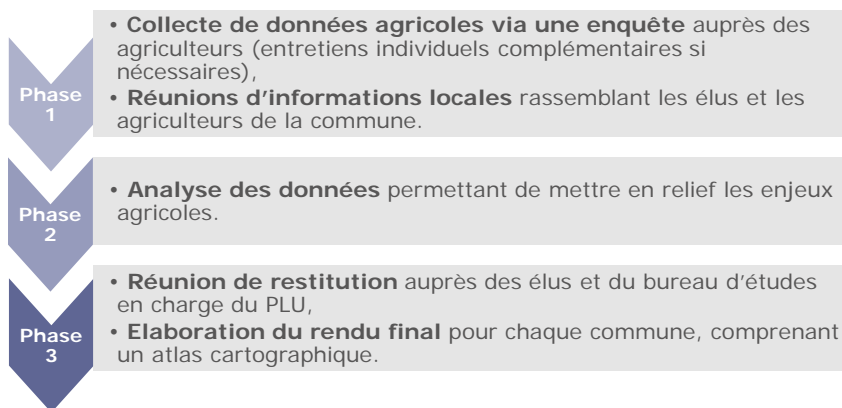 Phase
1
• Collecte de données agricoles via une enquête auprès des
agriculteurs (entretiens individuels complémentaires si
nécessaires),
• Réunions d'informations locales rassemblant les élus et les
agriculteurs de la commune.
Phase
2
• Analyse des données permettant de mettre en relief les enjeux
agricoles.
Phase
3
• Réunion de restitution auprès des élus et du bureau d'études
en charge du PLU,
• Elaboration du rendu final pour chaque commune, comprenant
un atlas cartographique.